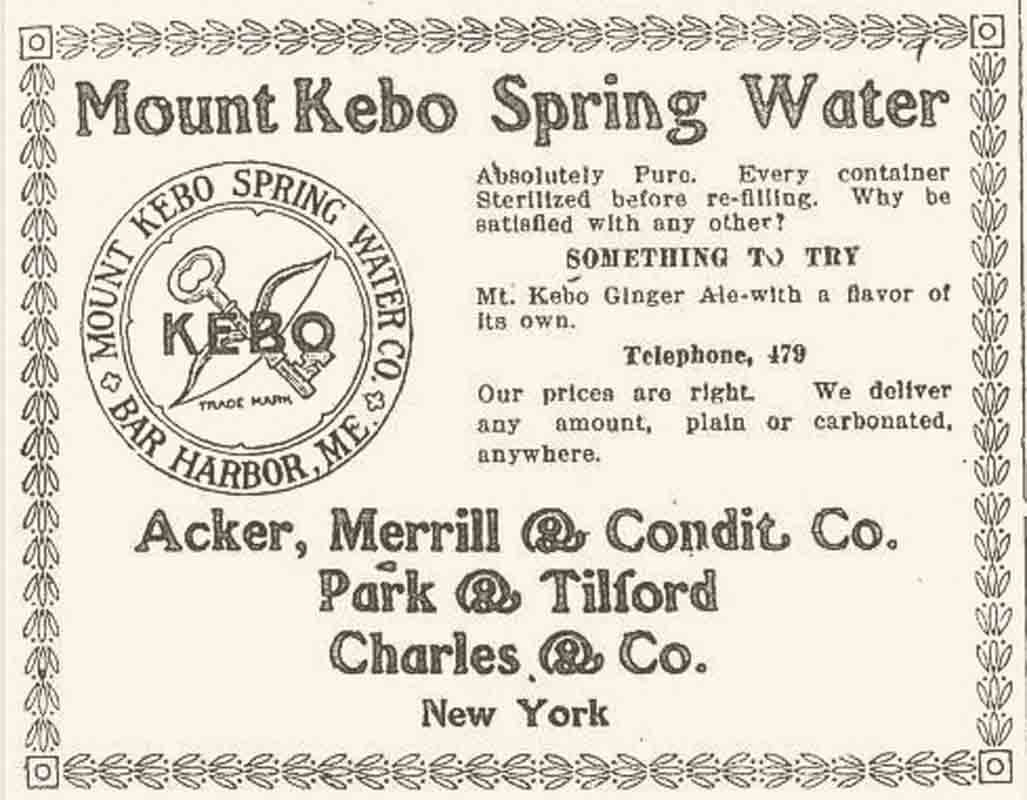 Mount Kebo Spring Water
MOUNT KEBO SPRING WATER CO.
BAR HARBOR, ME.
KEBO
TRADE MARK
Absolutely Pure. Every container
Sterilized before re-filling. Why be
satisfied with any other?
SOMETHING TO TRY
Mt. Kebo Ginger Ale-with a flavor of
its own.
Telephone, 479
Our prices are right. We deliver
any amount, plain or carbonated,
anywhere.
Acker, Merrill & Condit Co.
Park & Tilford
Charles & Co.
New York